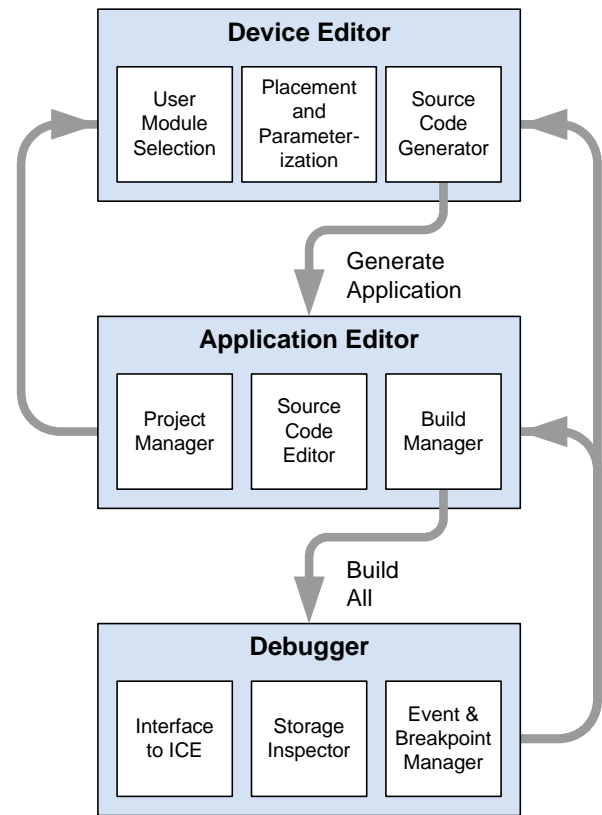 Device Editor
User
Module
Selection
Placement
and
Parameter-
ization
Source
Code
Generator
Generate
Application
Application Editor
Project
Manager
Source
Code
Editor
Build
Manager
Build
All
Debugger
Interface
to ICE
Storage
Inspector
Event &
Breakpoint
Manager